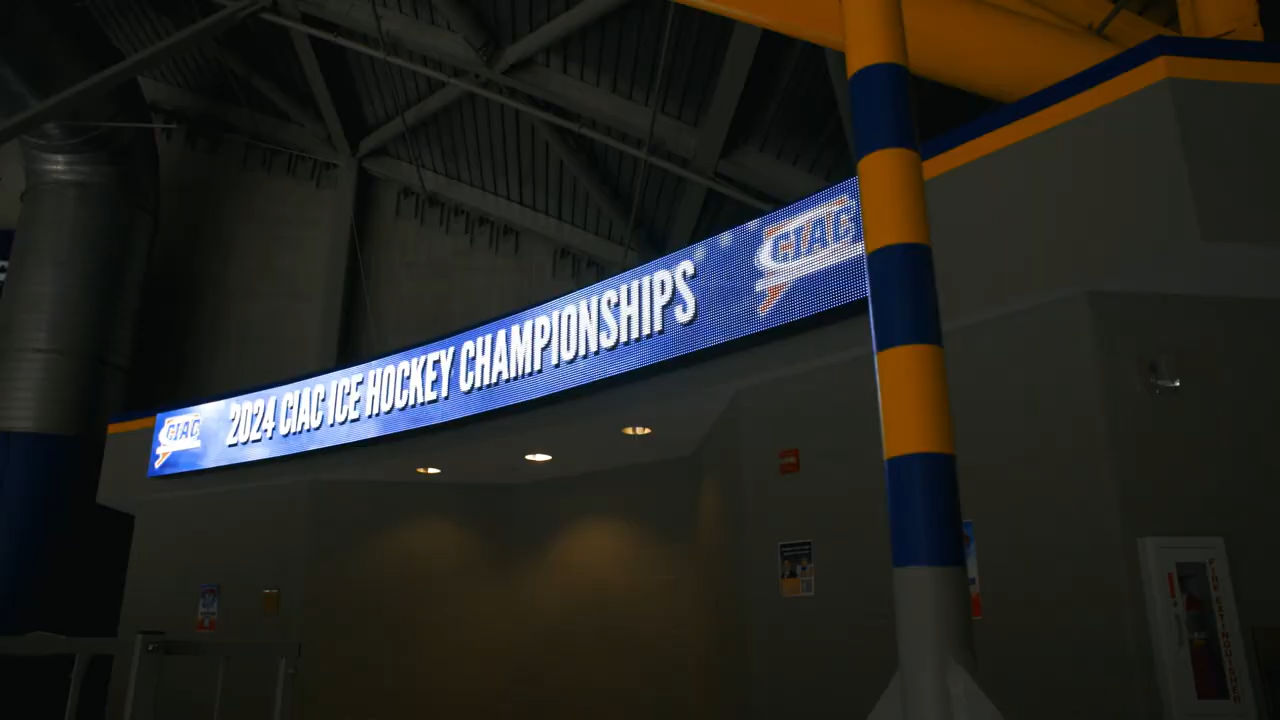 CIAC
2024 CIAC ICE HOCKEY CHAMPIONSHIPS
CIAC
FIRE EXTINGUISHER